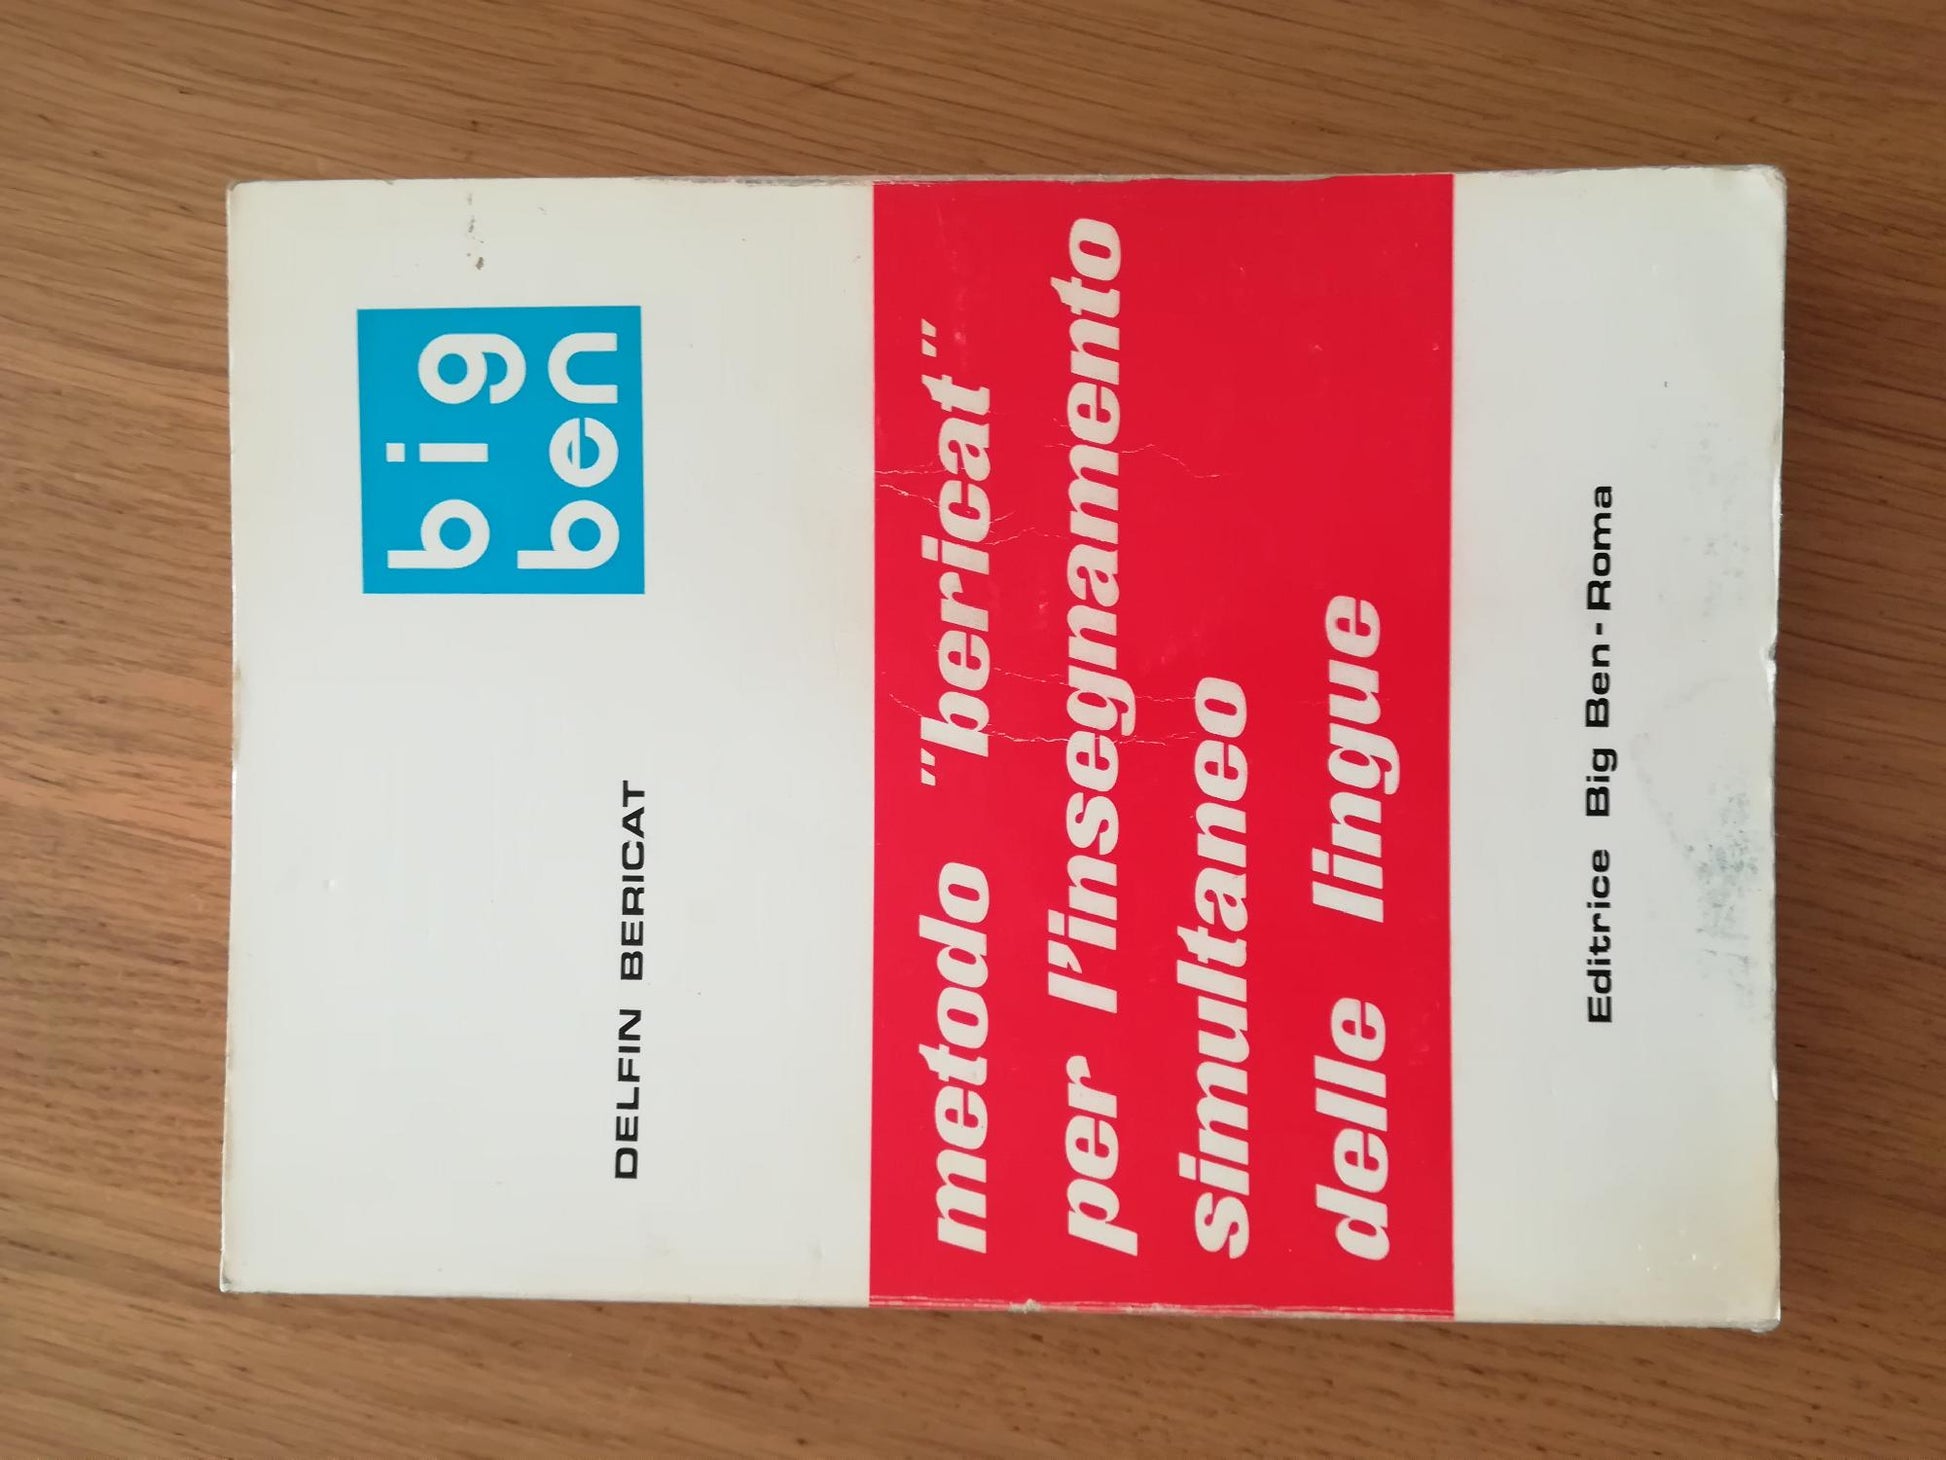 big
ben
DELFIN BERICAT
metodo "bericat"
per l'insegnamento
simultaneo
delle lingue
Editrice Big Ben - Roma